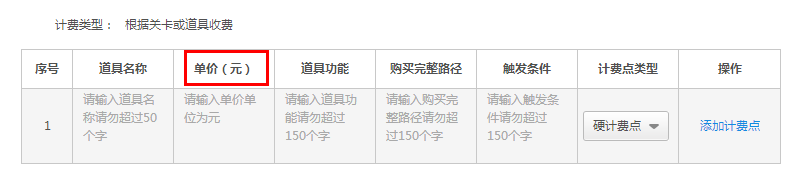 计费类型： 根据关卡或道具收费
序号 道具名称 单价（元） 道具功能 购买完整路径 触发条件 计费点类型 操作
1
请输入道具名
称请勿超过50
个字
请输入单价单
位为元
请输入道具功
能请勿超过
150个字
请输入购买完
整路径请勿超
过150个字
请输入触发条
件请勿超过
150个字
硬计费点
添加计费点